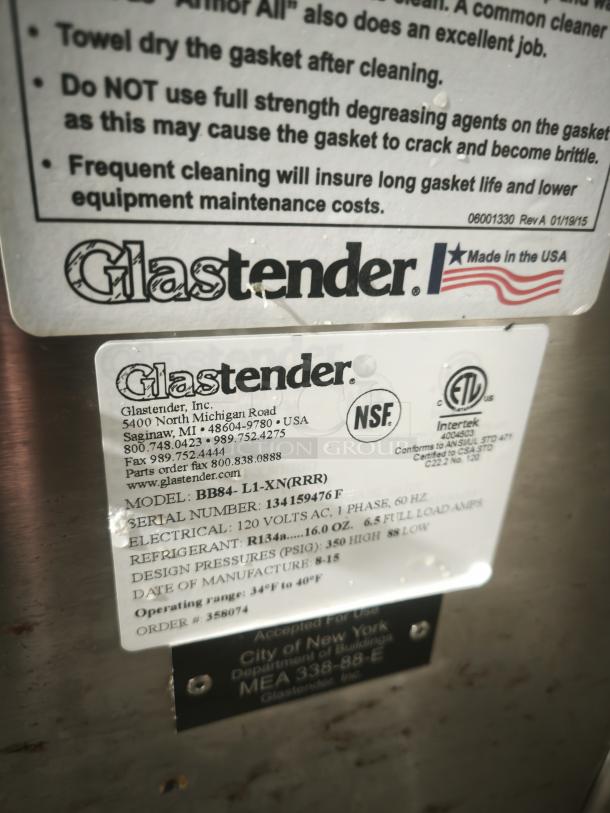 "Armor All" also does an excellent job.
clean. A common cleaner
• Towel dry the gasket after cleaning.
• Do NOT use full strength degreasing agents on the gasket
as this may cause the gasket to crack and become brittle.
• Frequent cleaning will insure long gasket life and lower
equipment maintenance costs.
06001330 Rev A 01/19/15
Glastender®
Made in the USA
Glastender®
Glastender, Inc.
5400 North Michigan Road
Saginaw, MI • 48604-9780 • USA
800.748.0423 • 989.752.4275
Fax 989.752.4444
Parts order fax 800.838.0888
www.glastender.com
NSF®
C ETL US
Intertek
4004503
Conforms to ANSI/UL STD 471
Certified to CSA STD
C22.2 No. 120
AUCTION GROUP
MODEL: BB84- L1-XN(RRR)
SERIAL NUMBER: 134159476 F
ELECTRICAL: 120 VOLTS AC, 1 PHASE, 60 HZ
REFRIGERANT: R134a.....16.0 OZ. 6.5 FULL LOAD AMPS
DESIGN PRESSURES (PSIG): 350 HIGH 88 LOW
DATE OF MANUFACTURE: 8-15
Operating range: 34°F to 40°F
ORDER # 358074
Accepted For Use
City of New York
Department of Buildings
MEA 338-88-E
Glastender, Inc.